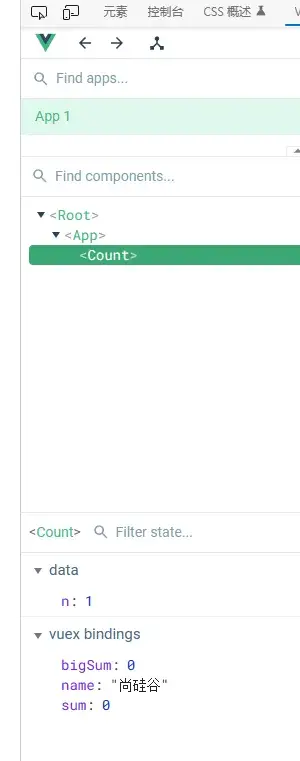 元素
控制台
CSS 概述
Find apps...
App 1
Find components...
<Root>
<App>
<Count>
<Count>
Filter state...
data
n: 1
vuex bindings
bigSum: 0
name: "尚硅谷"
sum: 0